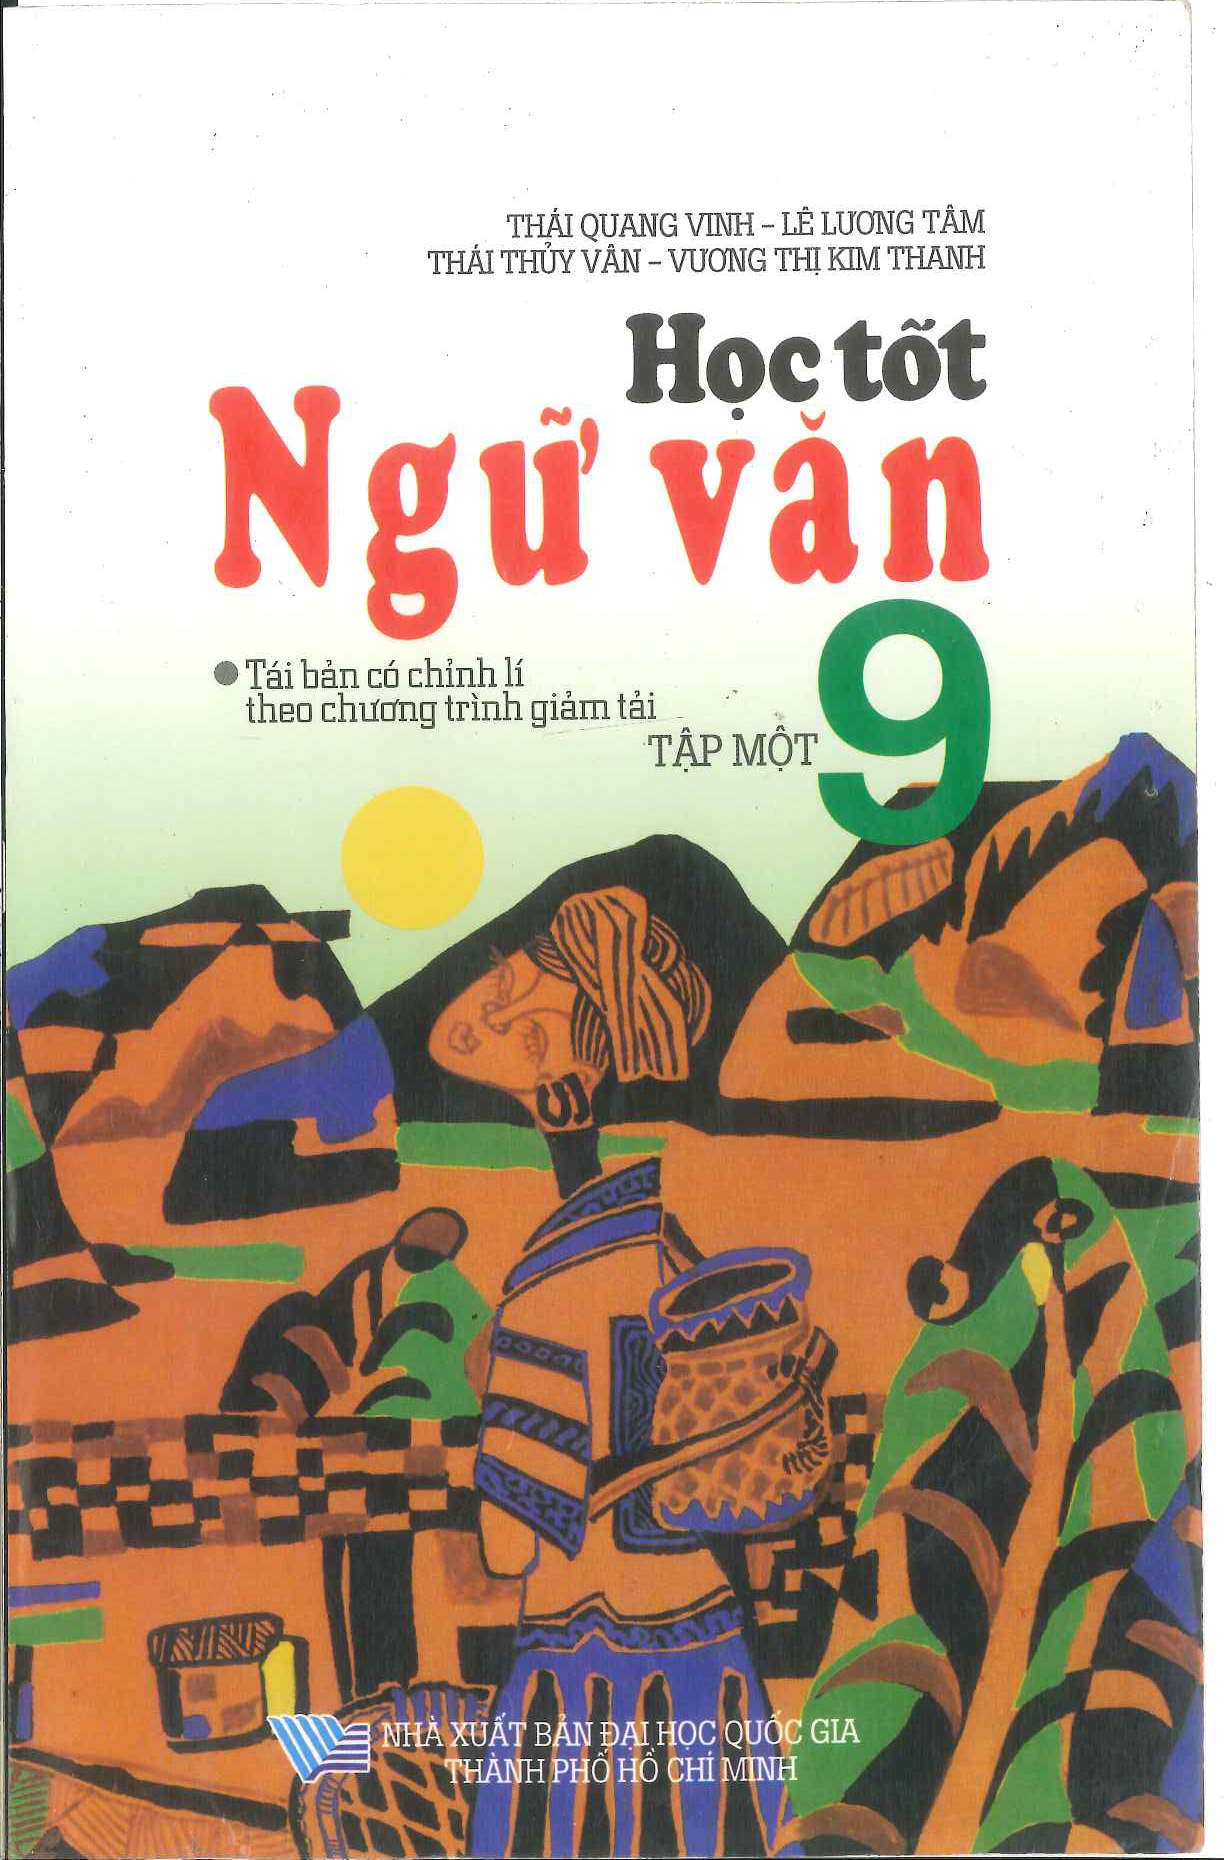 THÁI QUANG VINH – LÊ LƯƠNG TÂM
THÁI THỦY VÂN – VƯƠNG THỊ KIM THANH
Học tốt
Ngữ văn
9
● Tái bản có chỉnh lí
theo chương trình giảm tải
TẬP MỘT
NHÀ XUẤT BẢN ĐẠI HỌC QUỐC GIA
THÀNH PHỐ HỒ CHÍ MINH